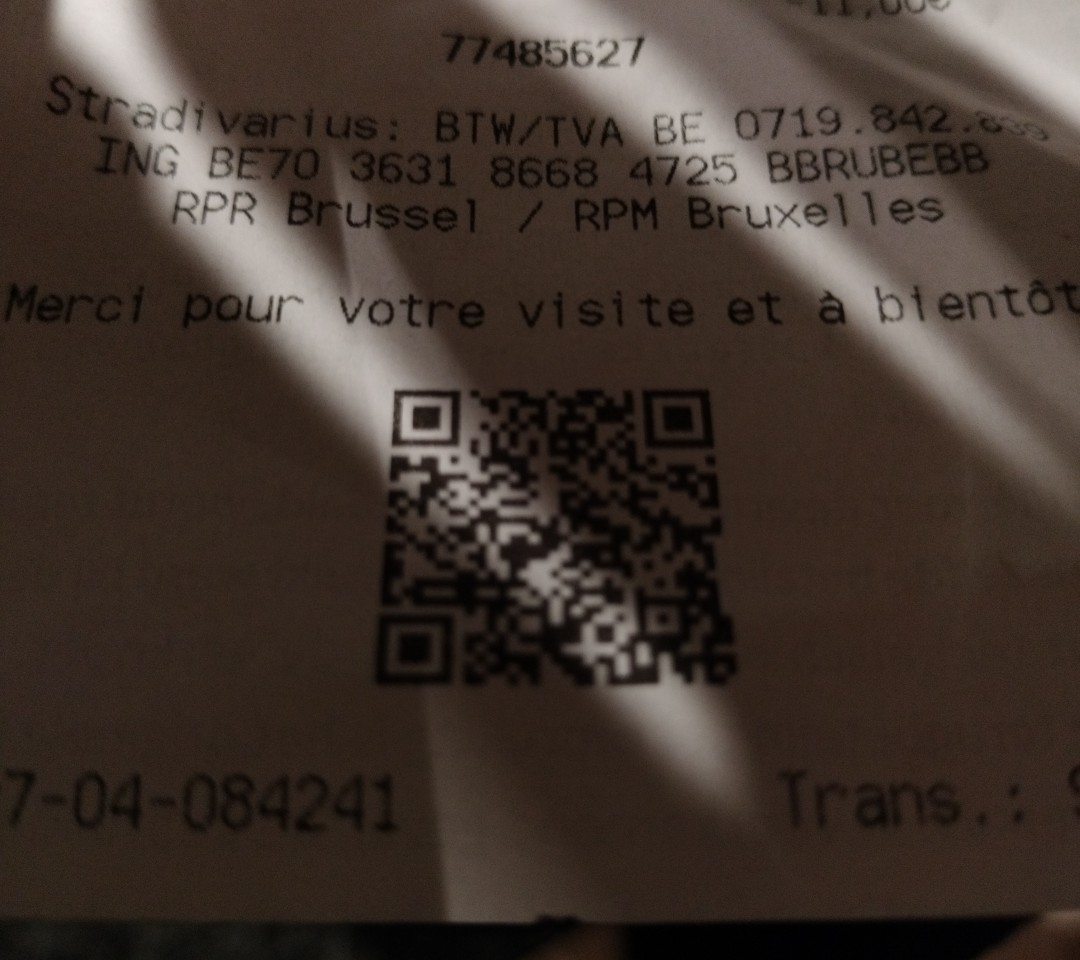 77485627
Stradivarius: BTW/TVA BE 0719.842.839
ING BE70 3631 8668 4725 BBRUBEBB
RPR Brussel / RPM Bruxelles
Merci pour votre visite et à bientôt
7-04-084241
Trans.: